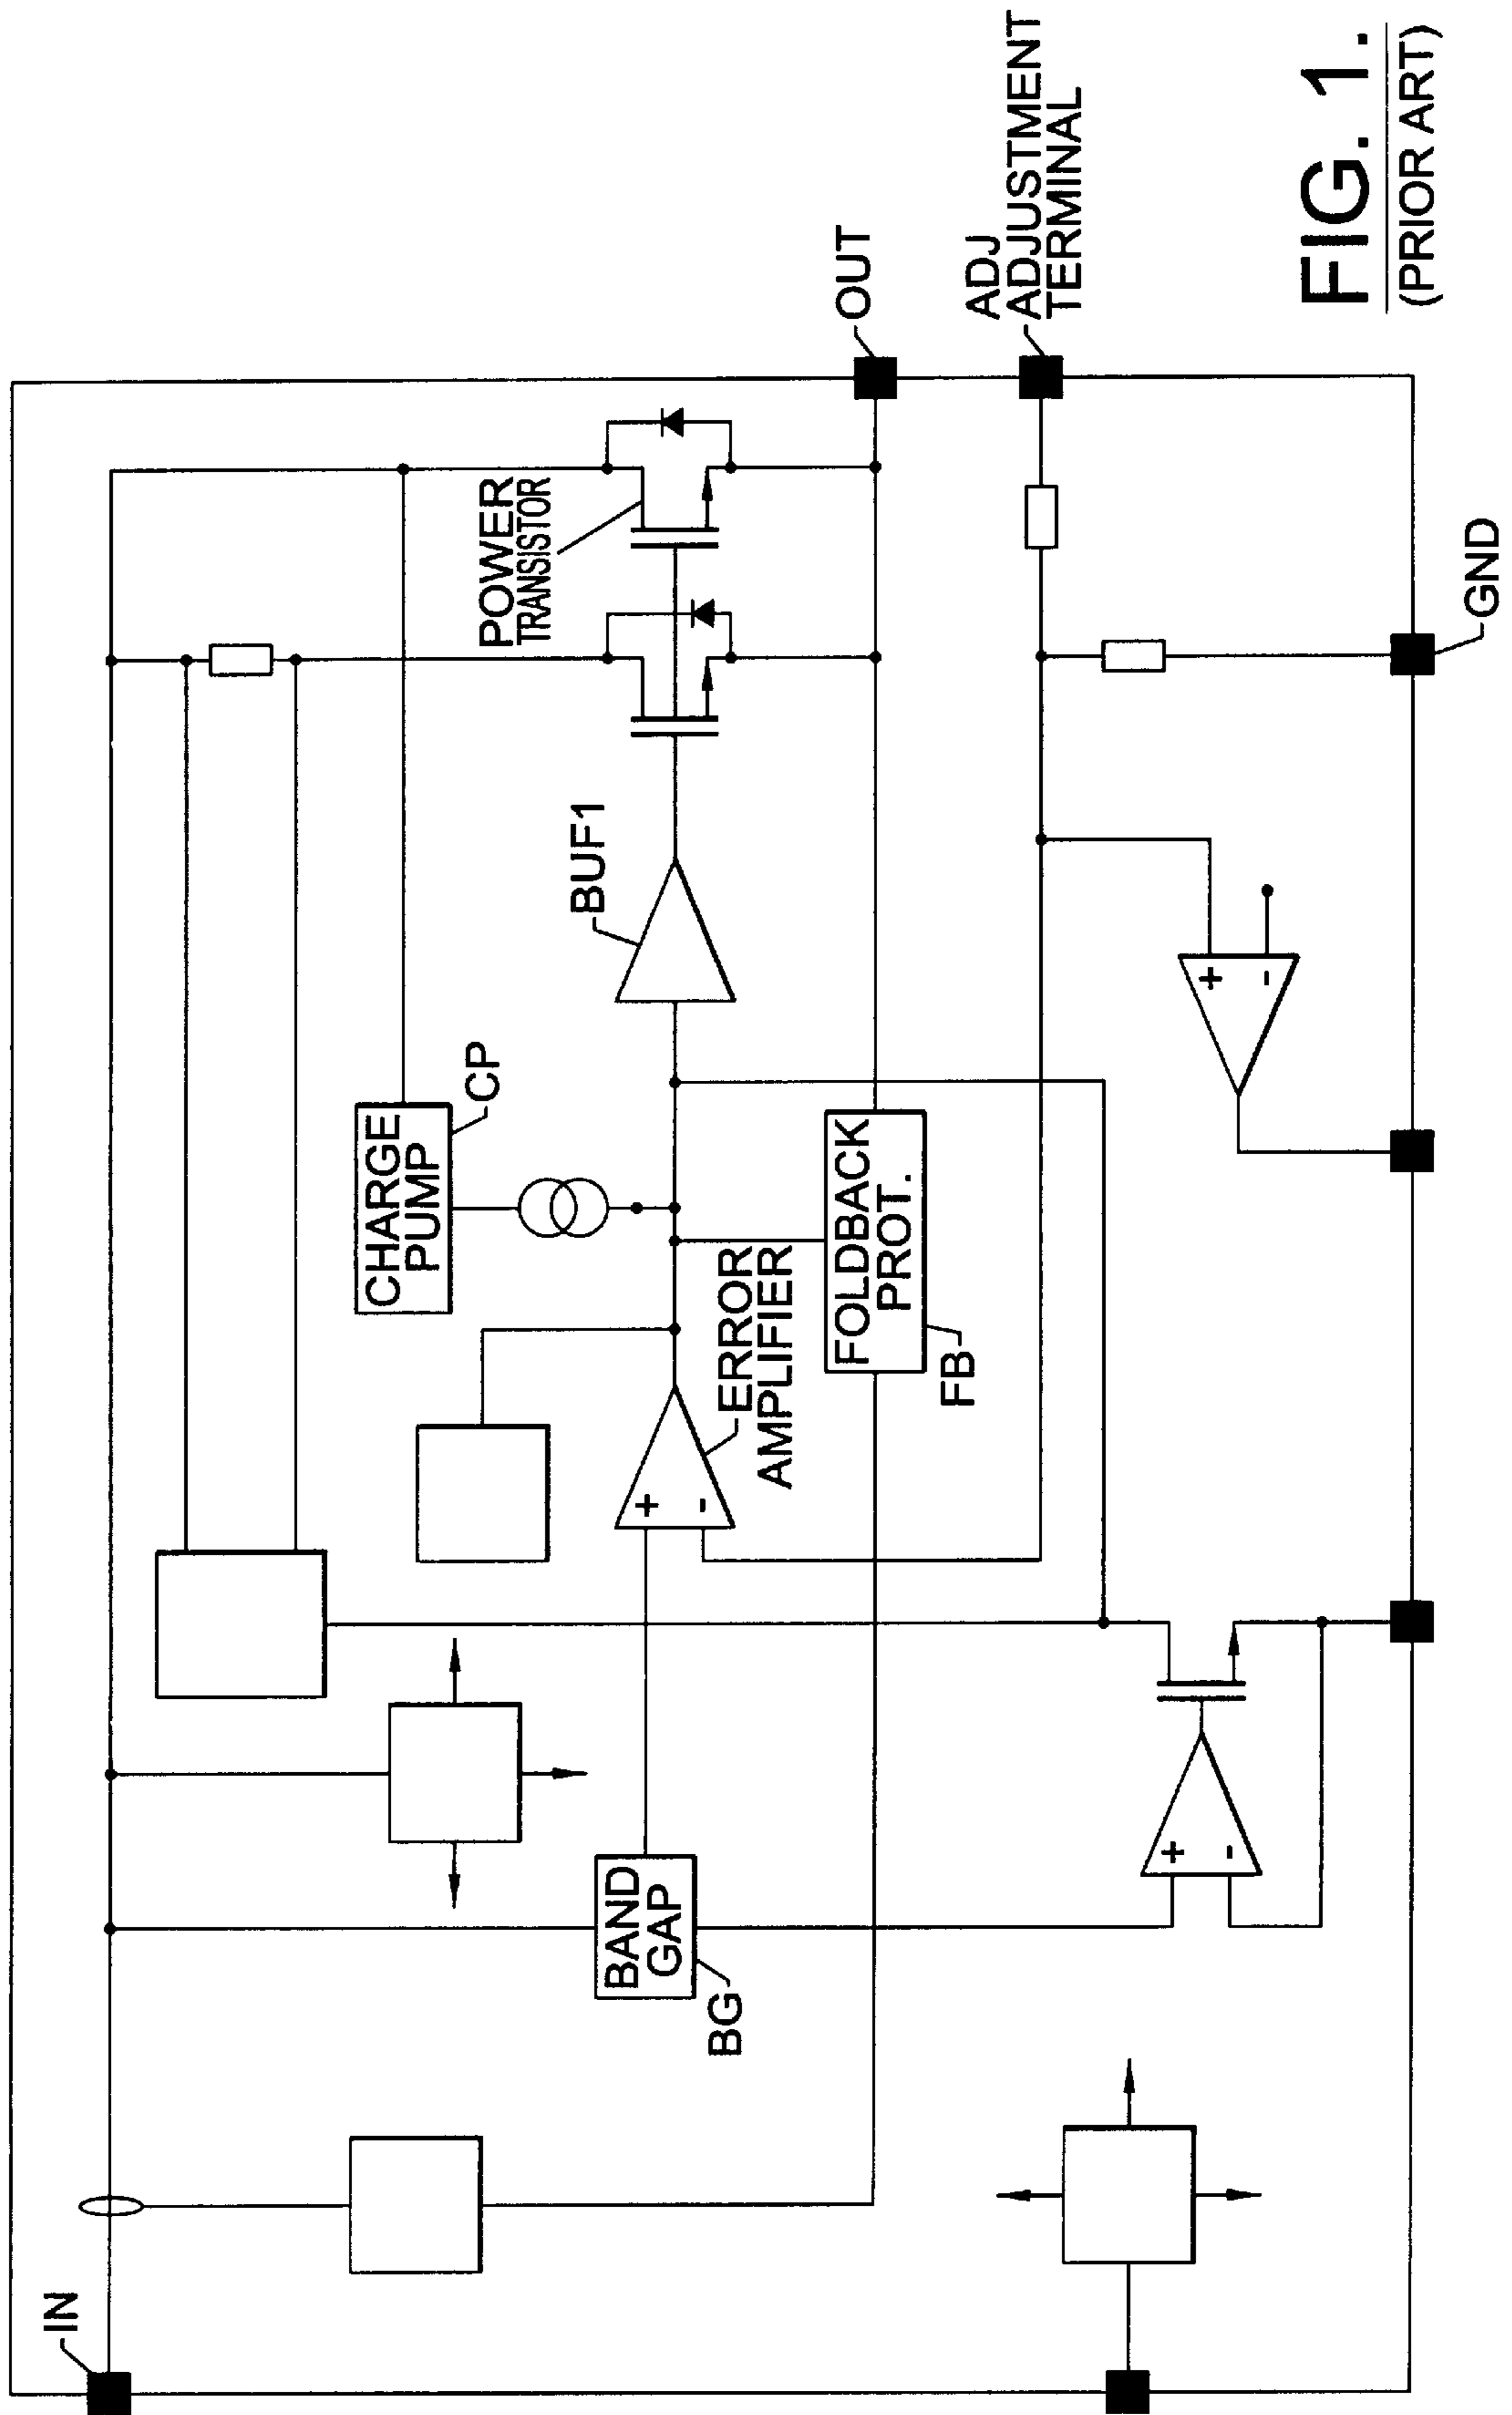 IN
POWER
TRANSISTOR
CHARGE
PUMP
CP
BUF1
OUT
BAND
GAP
BG
+
-
ERROR
AMPLIFIER
FOLDBACK
PROT.
FB
ADJ
ADJUSTMENT
TERMINAL
+
-
+
-
GND
FIG. 1.
(PRIOR ART)